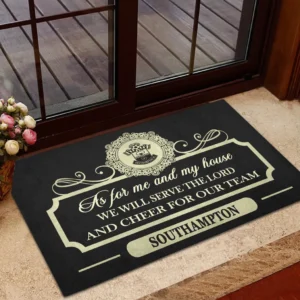 As for me and my house
WE WILL SERVE THE LORD
AND CHEER FOR OUR TEAM
SOUTHAMPTON